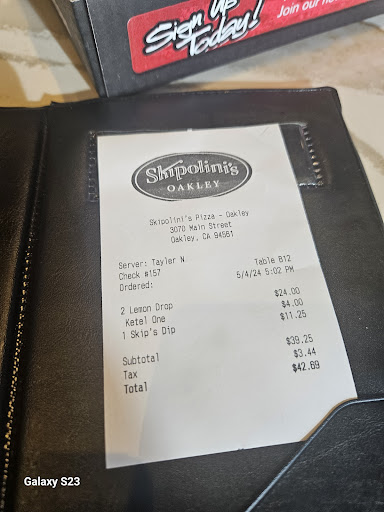 Sign Up
Today!
Join our
Skipolini's
OAKLEY
Skipolini's Pizza - Oakley
3070 Main Street
Oakley, CA 94561
Server: Tayler N
Table B12
Check #157
5/4/24 5:02 PM
Ordered:
2 Lemon Drop $24.00
Ketel One $4.00
1 Skip's Dip $11.25
Subtotal $39.25
Tax $3.44
Total $42.69
Galaxy S23